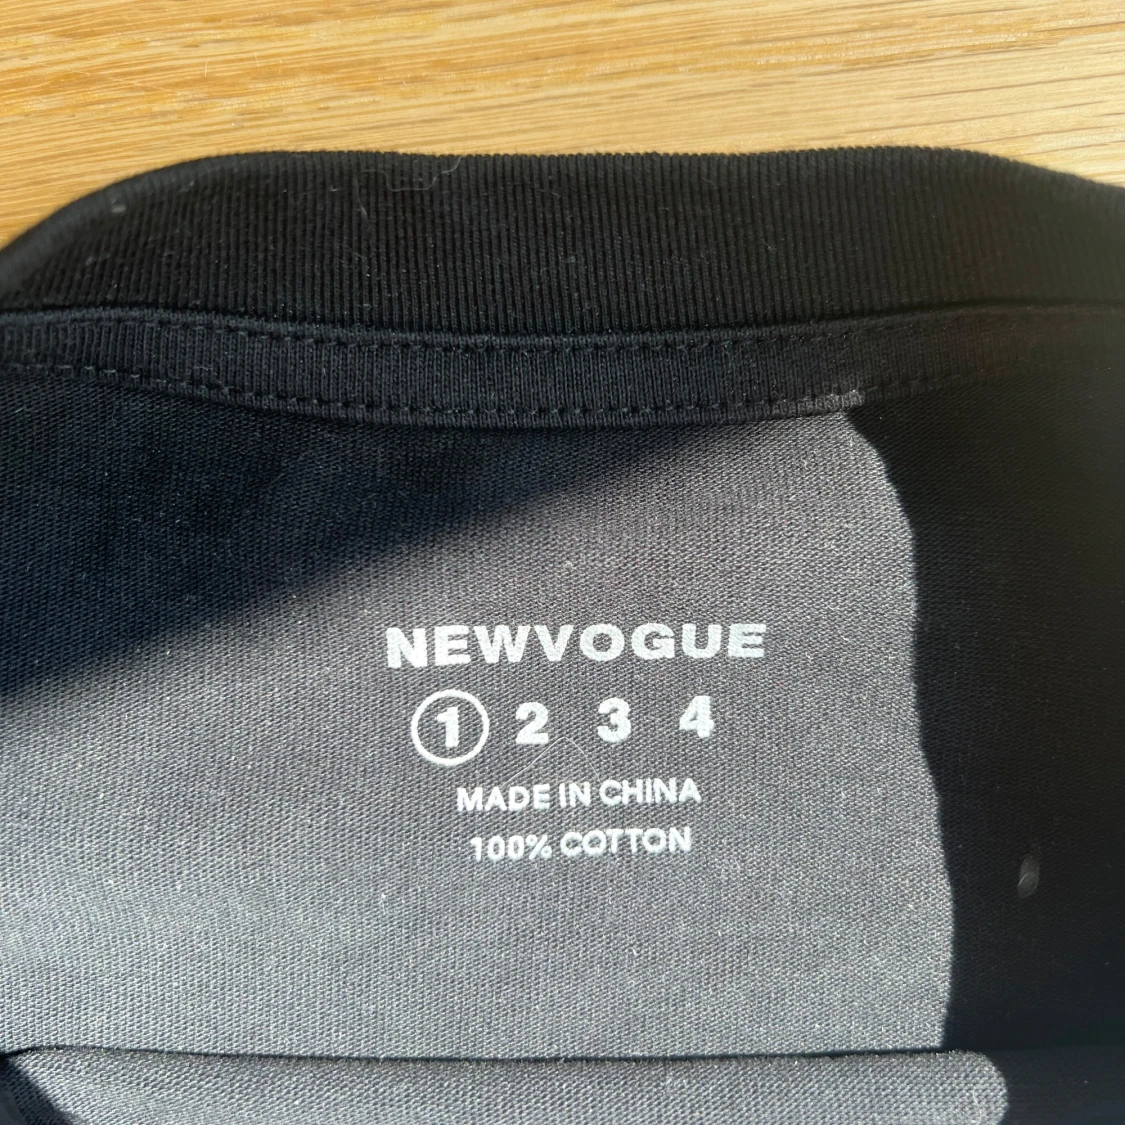 NEWVOGUE
1 2 3 4
MADE IN CHINA
100% COTTON